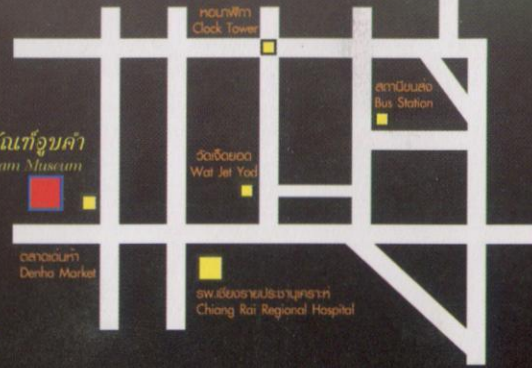 หอนาฬิกา
Clock Tower
สถานีขนส่ง
Bus Station
ัณฑ์อูบคำ
am Museum
วัดเจ็ดยอด
Wat Jet Yod
ตลาดเด่นห้า
Denha Market
รพ.เชียงรายประชานุเคราะห์
Chiang Rai Regional Hospital